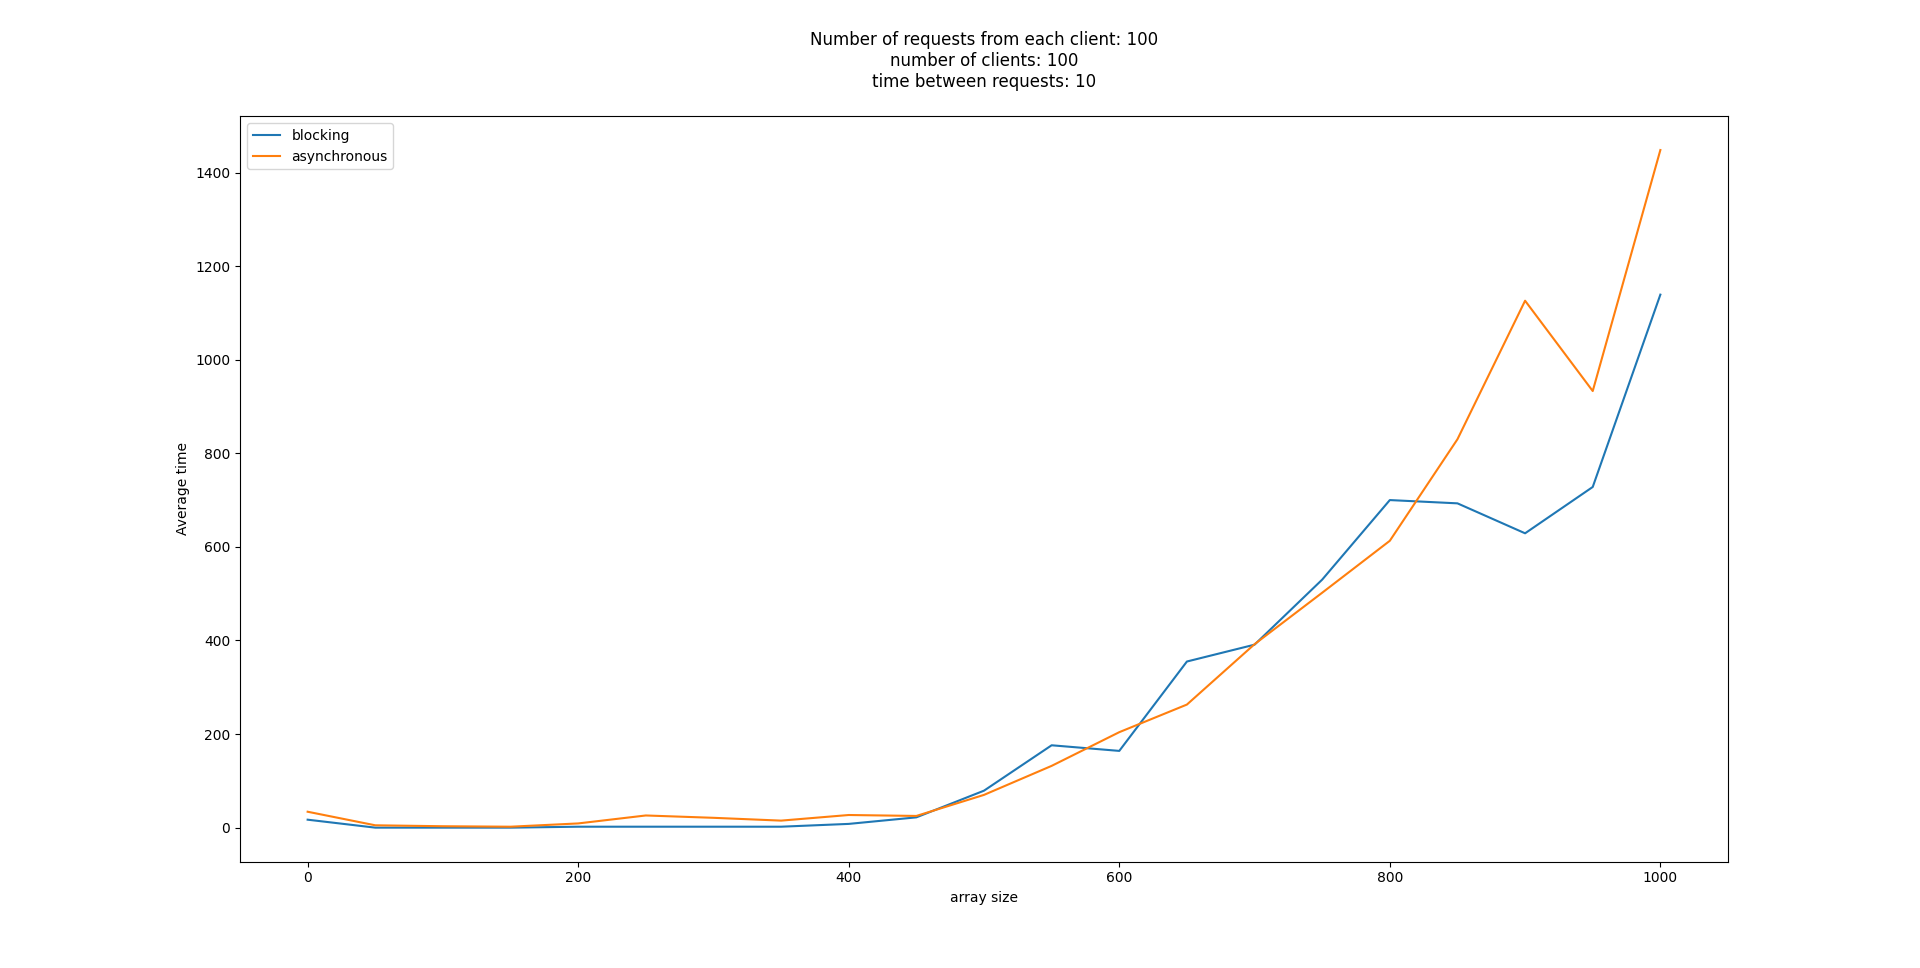 Number of requests from each client: 100
number of clients: 100
time between requests: 10
blocking
asynchronous
1400
1200
1000
800
600
400
200
0
Average time
0 200 400 600 800 1000
array size